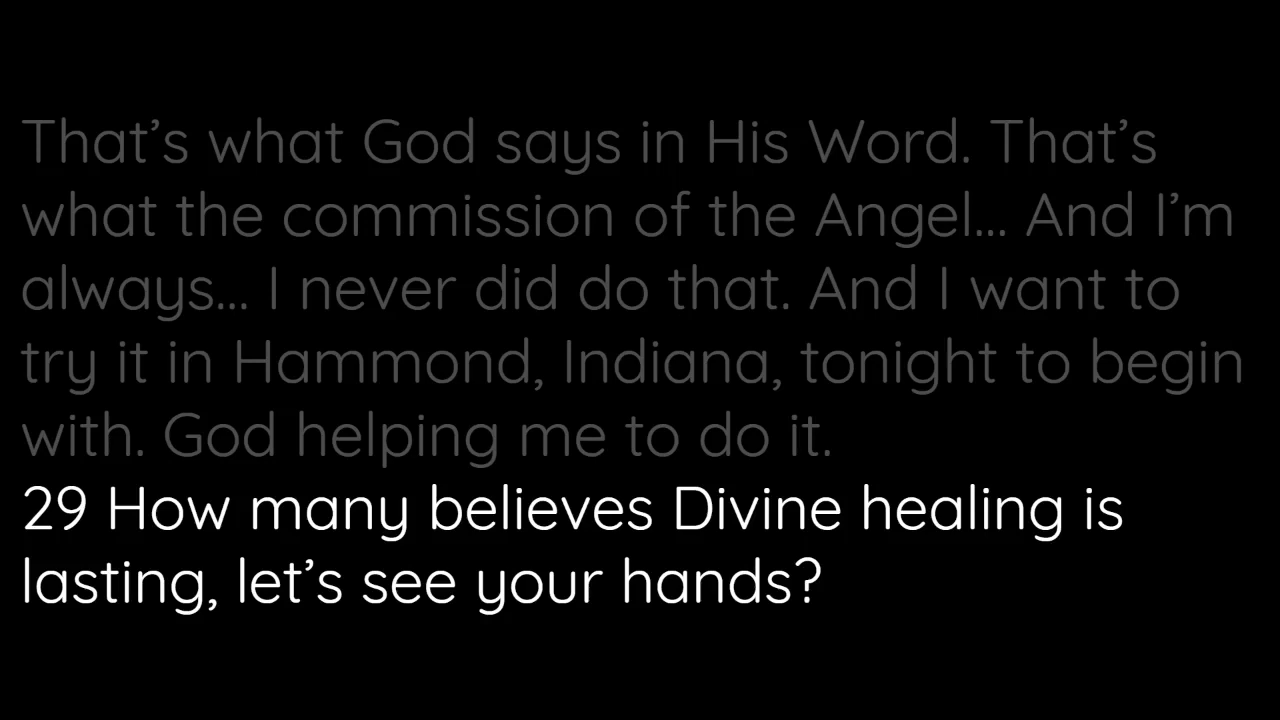 That’s what God says in His Word. That’s
what the commission of the Angel... And I’m
always... I never did do that. And I want to
try it in Hammond, Indiana, tonight to begin
with. God helping me to do it.
29 How many believes Divine healing is
lasting, let’s see your hands?